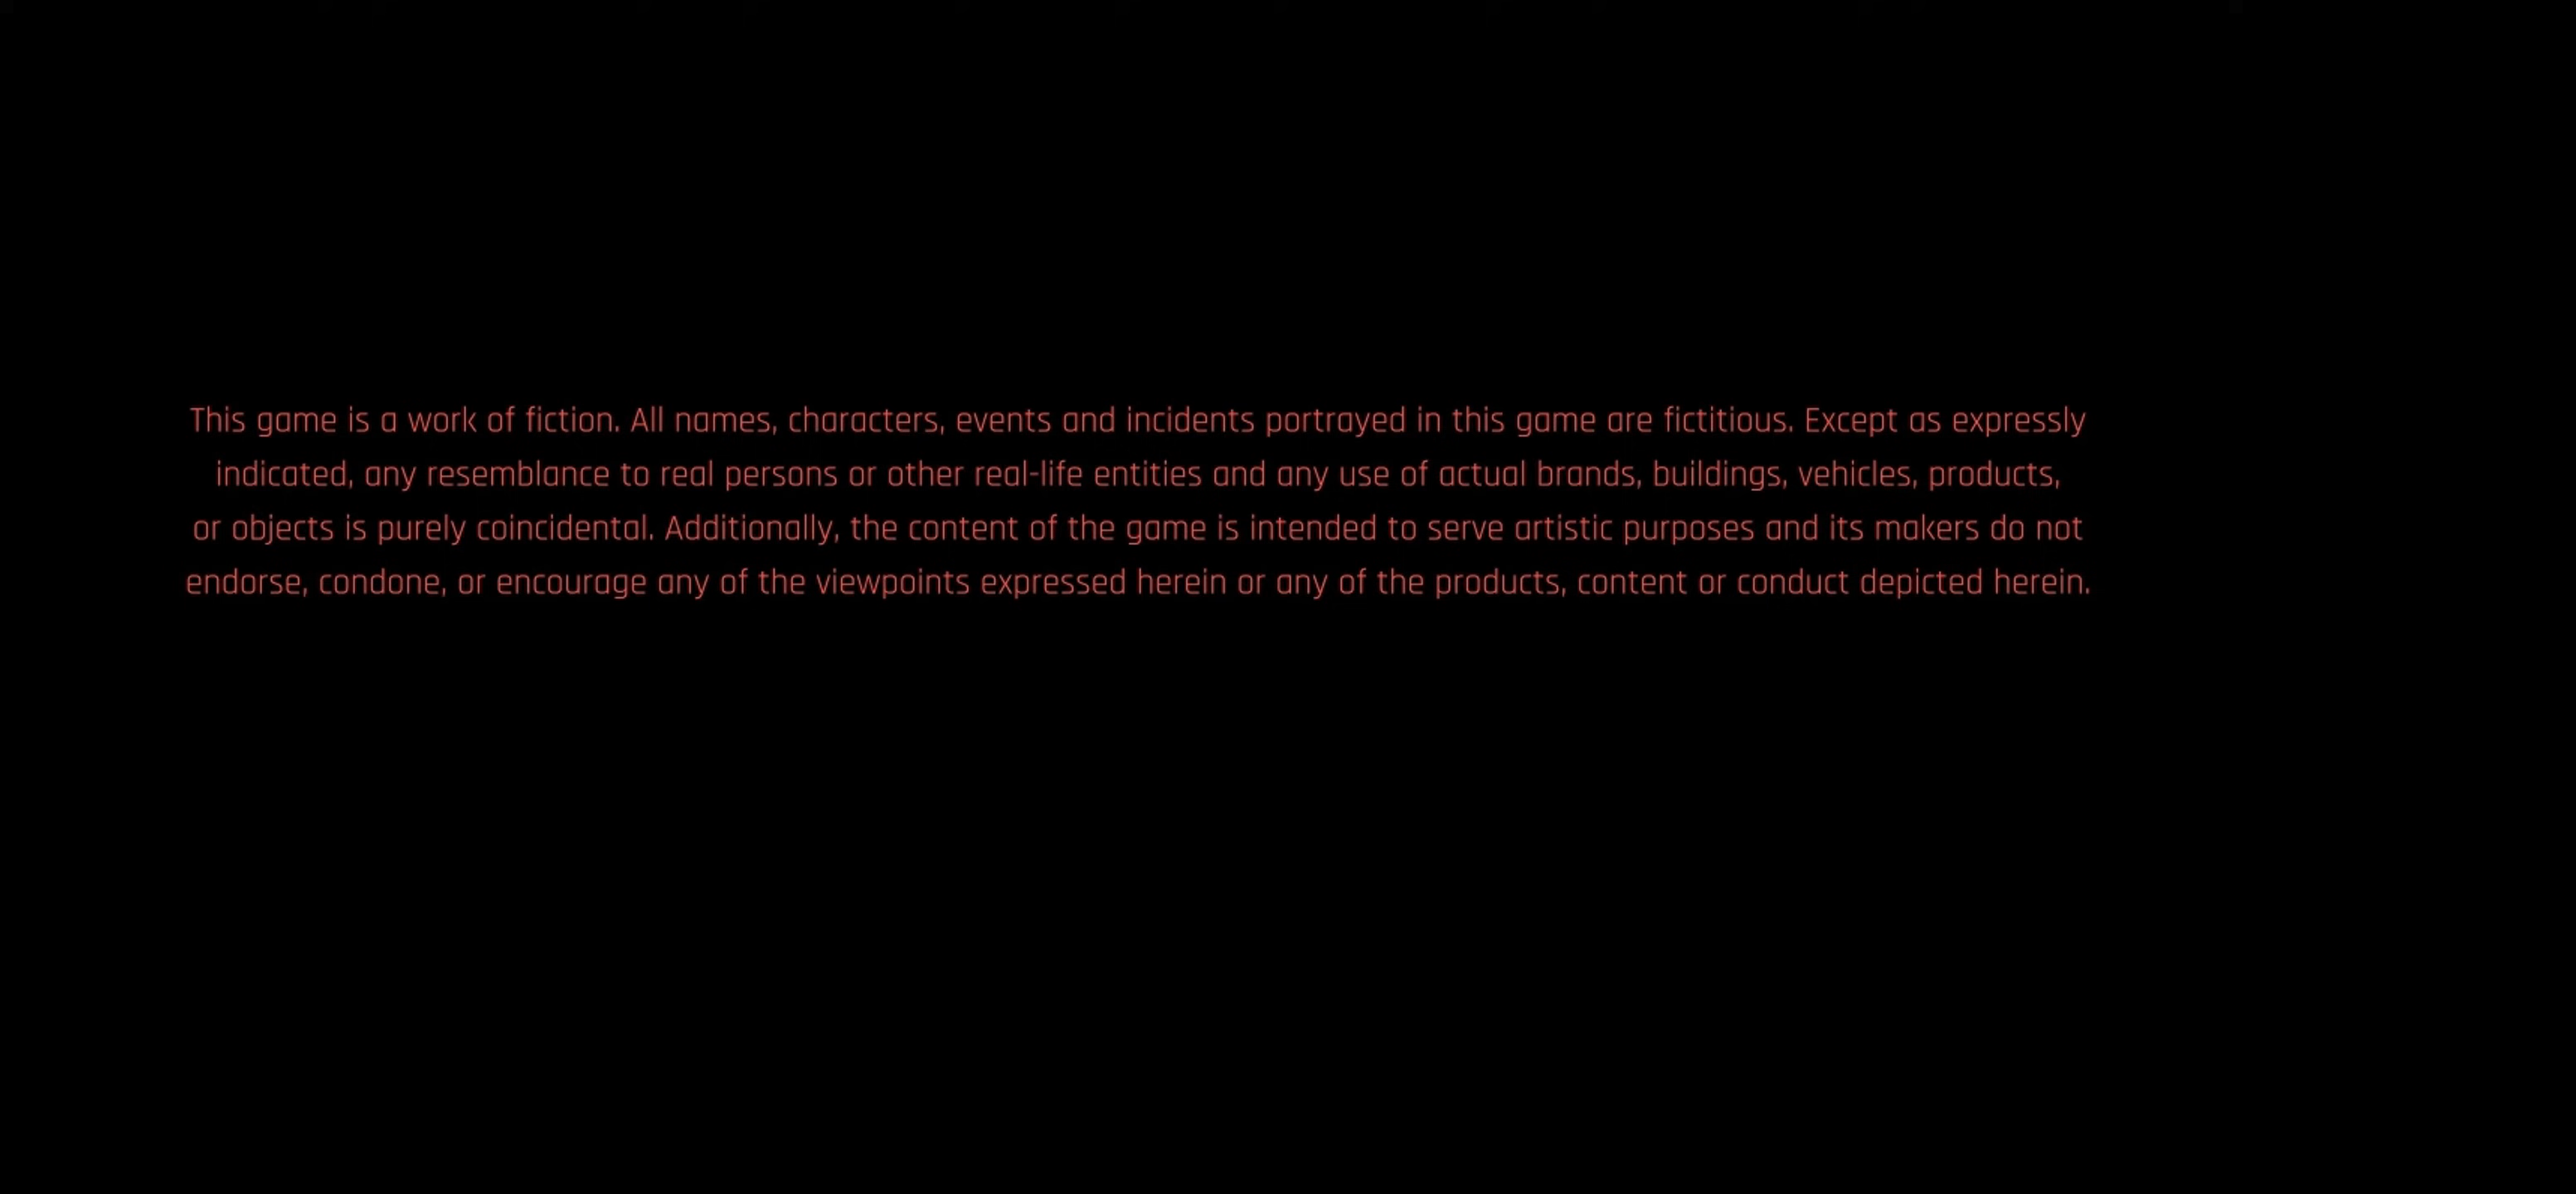 This game is a work of fiction. All names, characters, events and incidents portrayed in this game are fictitious. Except as expressly
indicated, any resemblance to real persons or other real-life entities and any use of actual brands, buildings, vehicles, products,
or objects is purely coincidental. Additionally, the content of the game is intended to serve artistic purposes and its makers do not
endorse, condone, or encourage any of the viewpoints expressed herein or any of the products, content or conduct depicted herein.